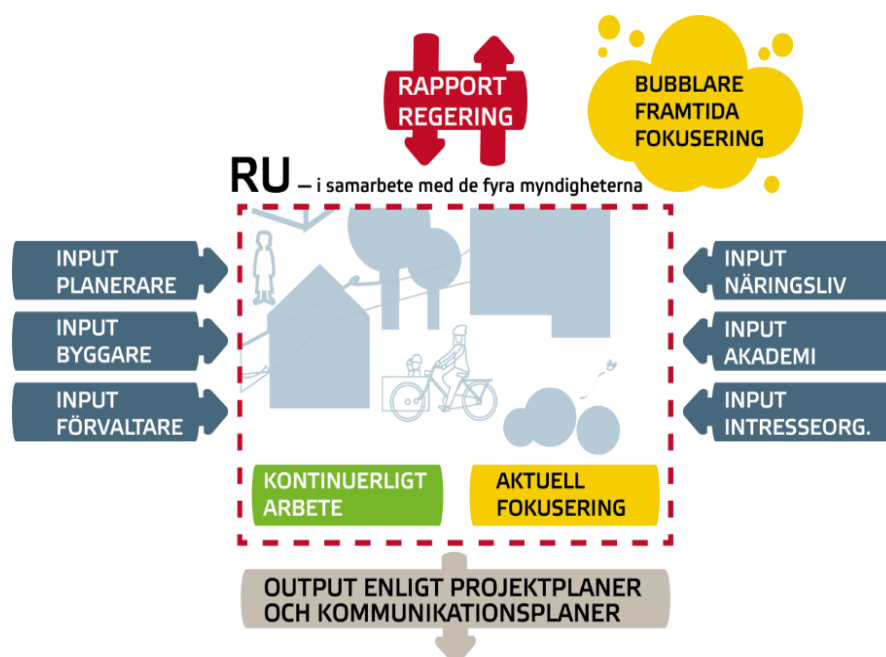 RAPPORT
REGERING
BUBBLARE
FRAMTIDA
FOKUSERING
RU – i samarbete med de fyra myndigheterna
INPUT
PLANERARE
INPUT
BYGGARE
INPUT
FÖRVALTARE
INPUT
NÄRINGSLIV
INPUT
AKADEMI
INPUT
INTRESSEORG.
KONTINUERLIGT
ARBETE
AKTUELL
FOKUSERING
OUTPUT ENLIGT PROJEKTPLANER
OCH KOMMUNIKATIONSPLANER